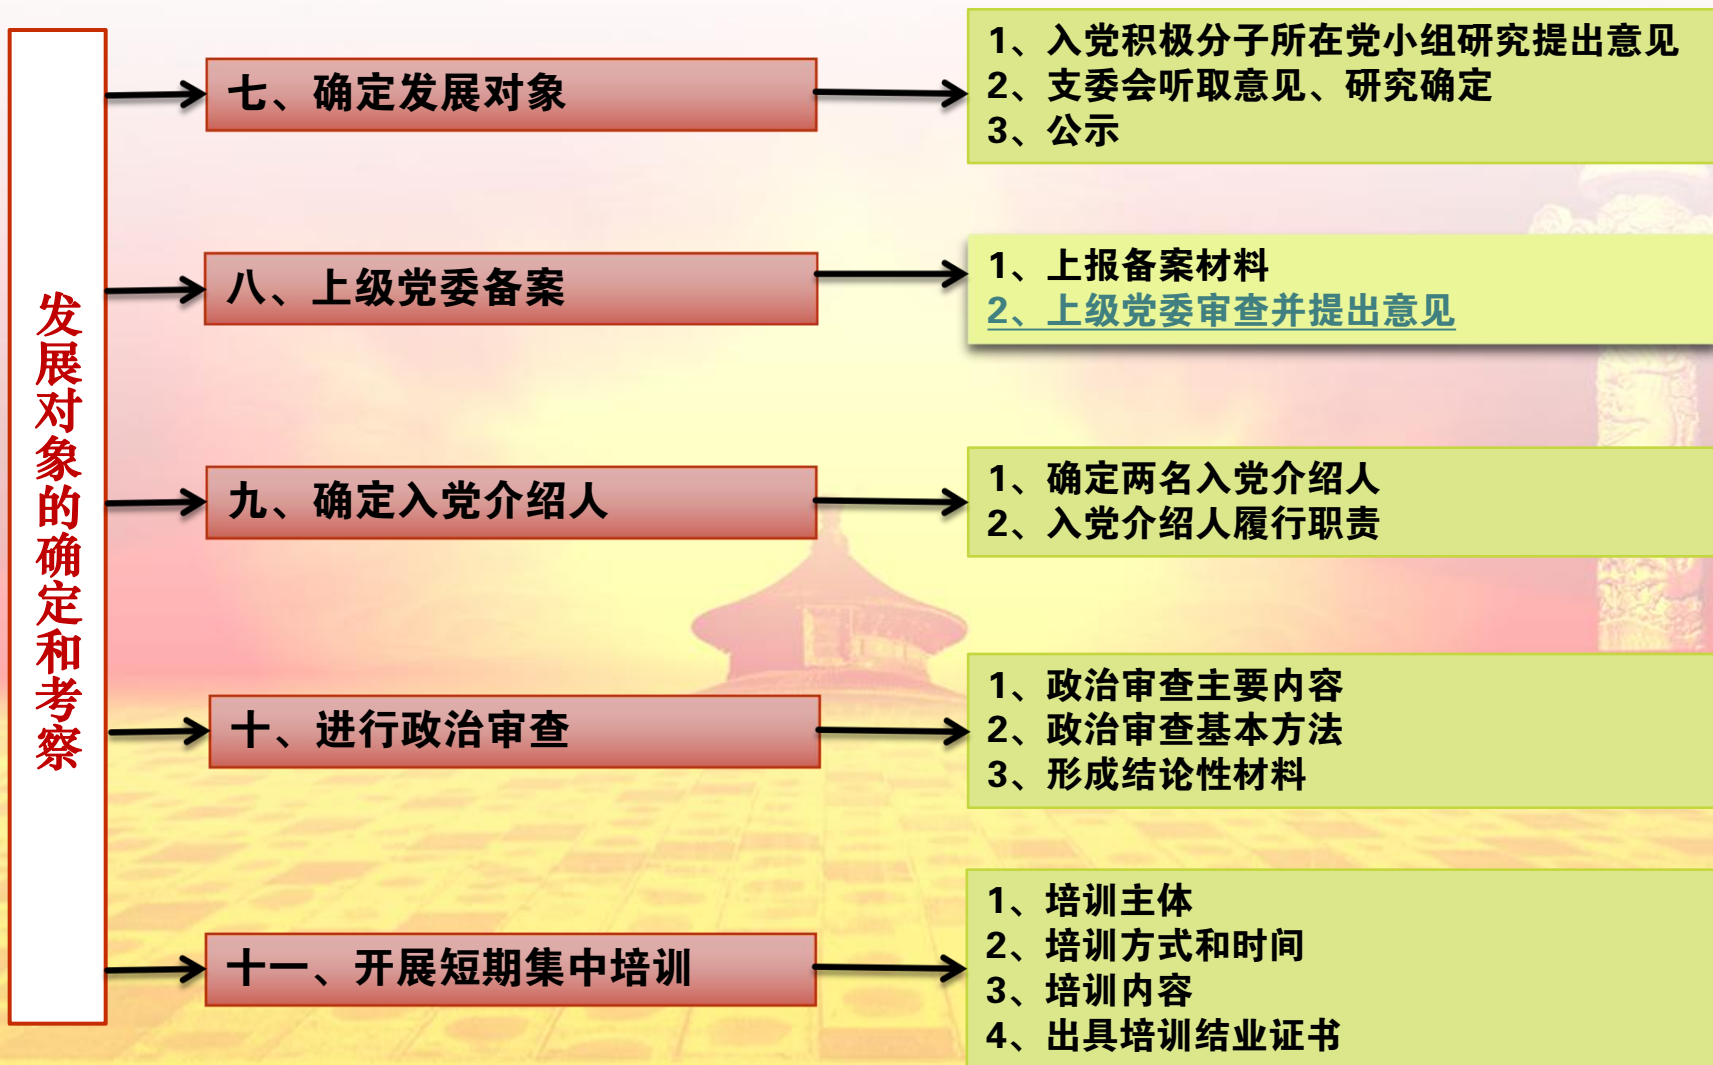 发展对象的确定和考察
七、确定发展对象
1、入党积极分子所在党小组研究提出意见
2、支委会听取意见、研究确定
3、公示
八、上级党委备案
1、上报备案材料
2、上级党委审查并提出意见
九、确定入党介绍人
1、确定两名入党介绍人
2、入党介绍人履行职责
十、进行政治审查
1、政治审查主要内容
2、政治审查基本方法
3、形成结论性材料
十一、开展短期集中培训
1、培训主体
2、培训方式和时间
3、培训内容
4、出具培训结业证书